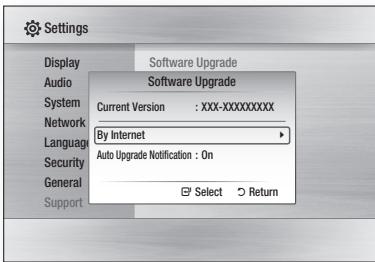 Settings
Display
Software Upgrade
Audio
Software Upgrade
System
Current Version : XXX-XXXXXXXXX
Network
By Internet
Language
Auto Upgrade Notification : On
Security
General
Select Return
Support